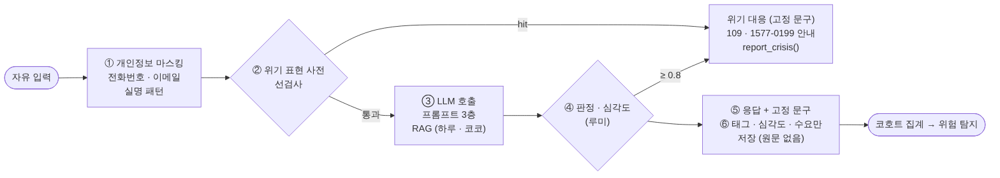 자유 입력
① 개인정보 마스킹
전화번호 · 이메일
실명 패턴
② 위기 표현 사전
선검사
hit
통과
③ LLM 호출
프롬프트 3층
RAG (하루 · 코코)
④ 판정 · 심각도
(루미)
≥ 0.8
위기 대응 (고정 문구)
109 · 1577-0199 안내
report_crisis()
⑤ 응답 + 고정 문구
⑥ 태그 · 심각도 · 수요만
저장 (원문 없음)
코호트 집계 → 위험 탐지